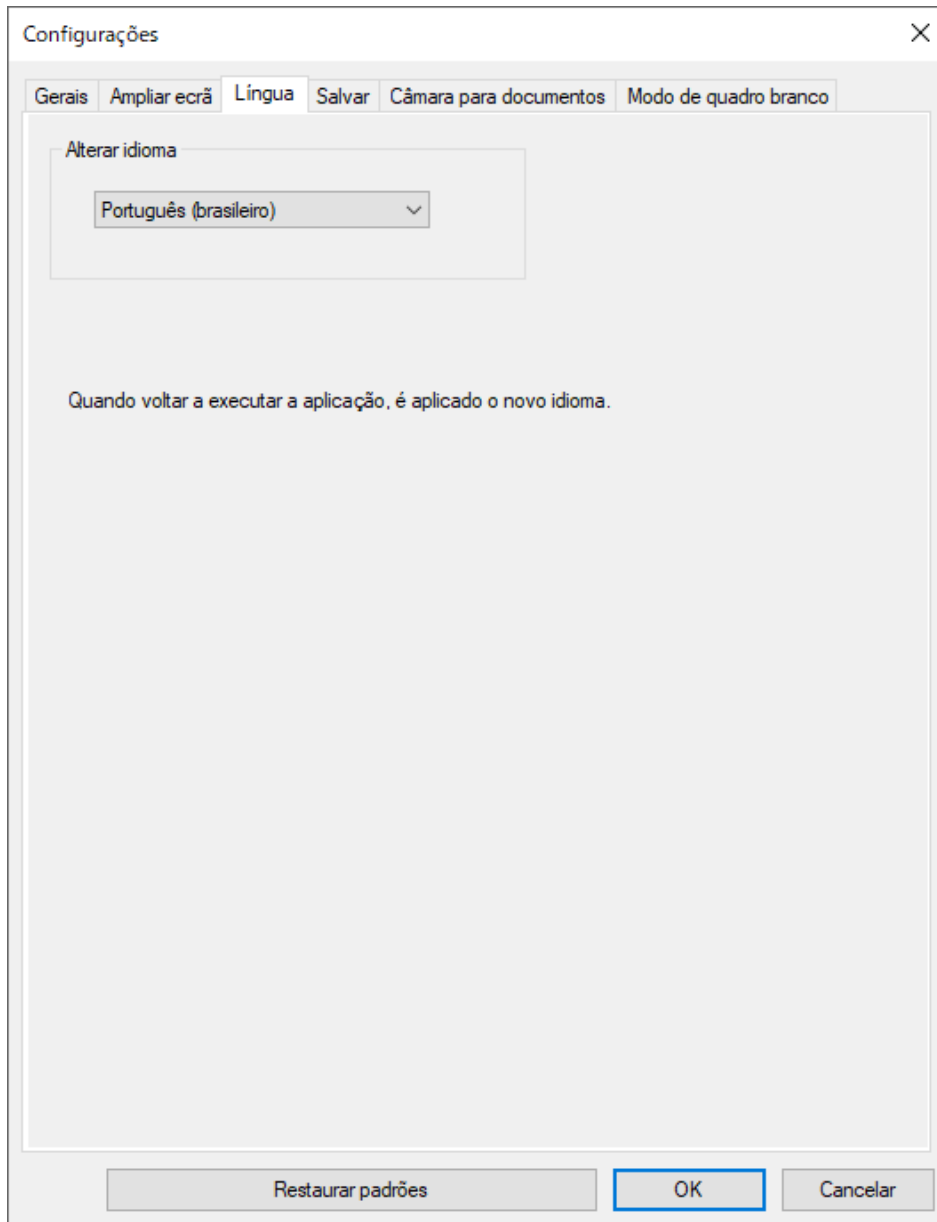 Configurações
Gerais Ampliar ecrã Língua Salvar Câmara para documentos Modo de quadro branco
Alterar idioma
Português (brasileiro)
Quando voltar a executar a aplicação, é aplicado o novo idioma.
Restaurar padrões OK Cancelar